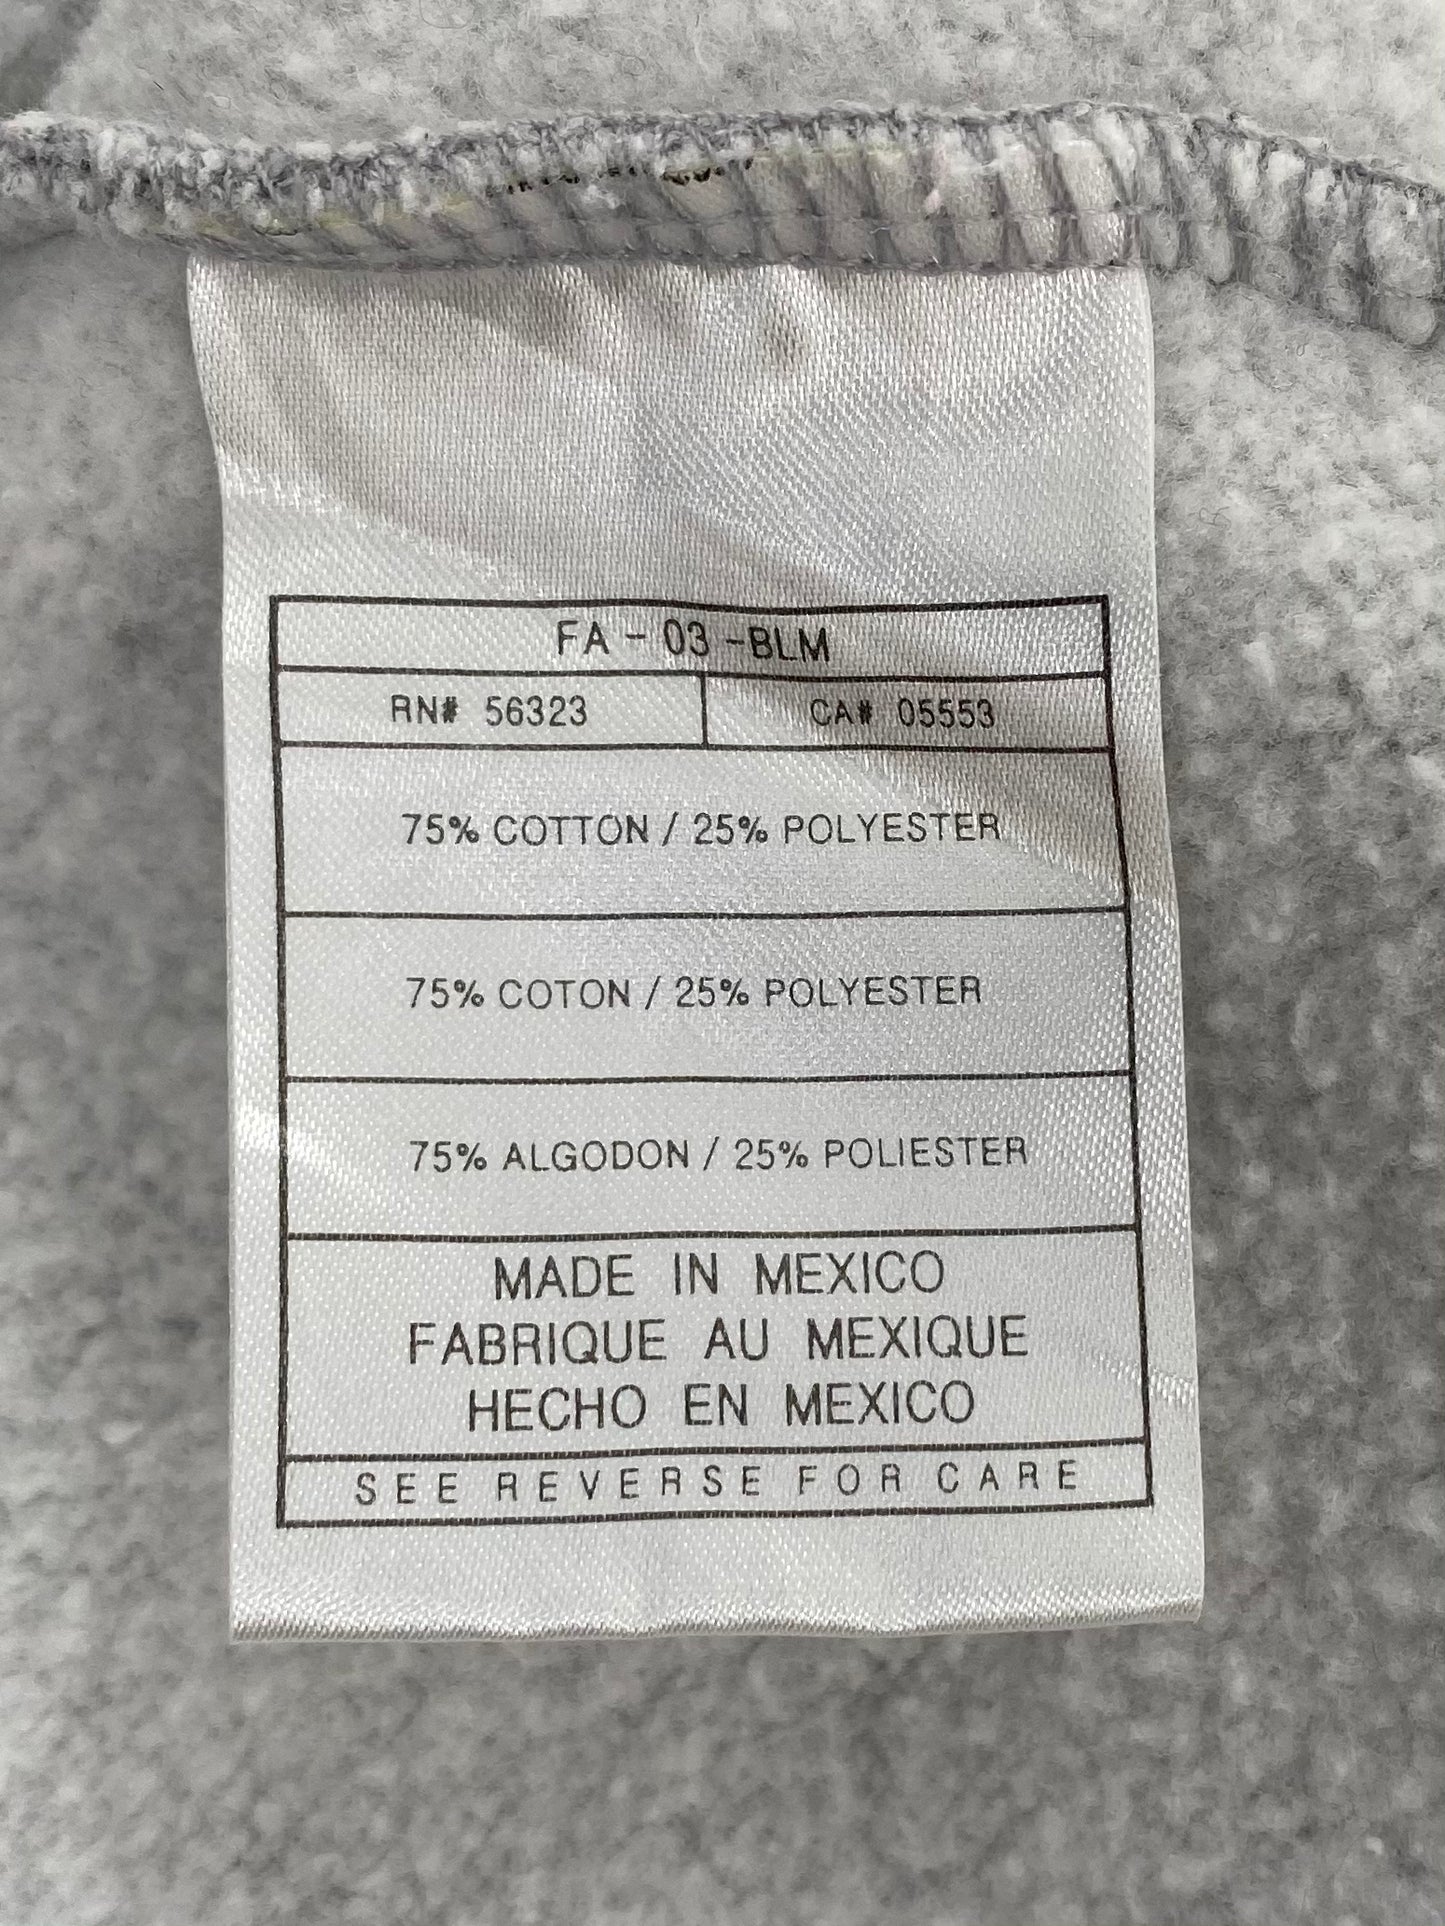 FA - 03 -BLM
RN# 56323 CA# 05553
75% COTTON / 25% POLYESTER
75% COTON / 25% POLYESTER
75% ALGODON / 25% POLIESTER
MADE IN MEXICO
FABRIQUE AU MEXIQUE
HECHO EN MEXICO
SEE REVERSE FOR CARE